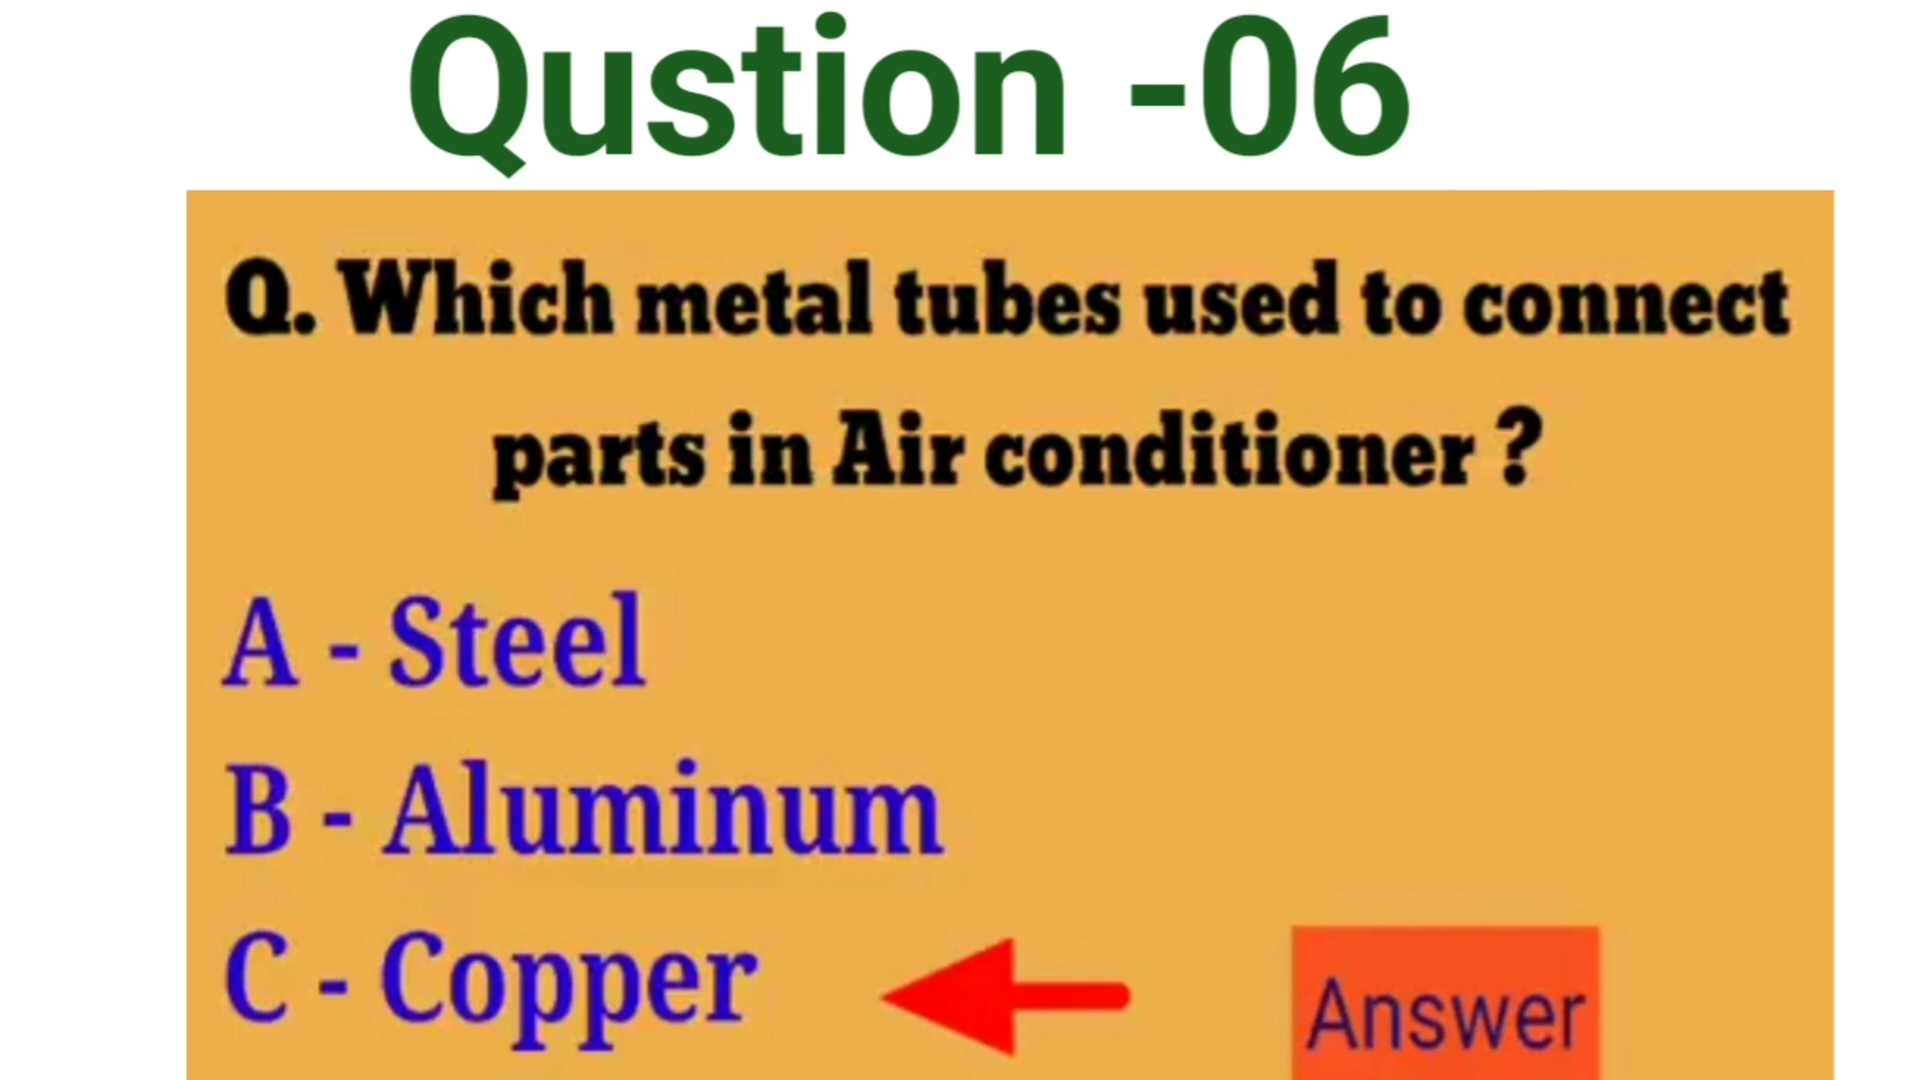 Qustion -06
Q. Which metal tubes used to connect
parts in Air conditioner ?
A - Steel
B - Aluminum
C - Copper
Answer